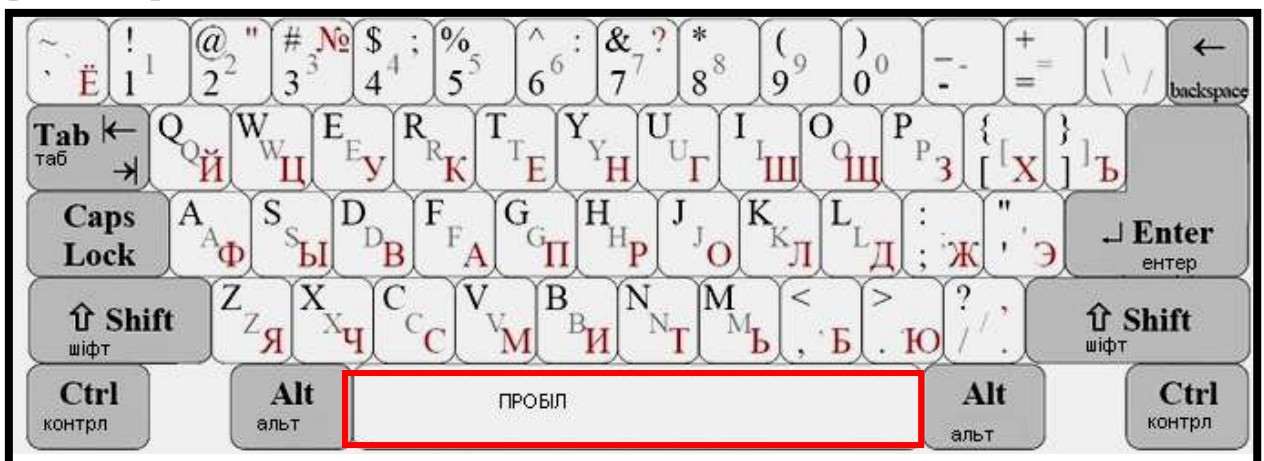 ~ ` Ё ! 1 1 @ " 2 2 # № 3 3 $ ; 4 4 % 5 5 ^ : 6 6 & ? 7 7 * 8 8 ( 9 9 ) 0 0 _ - - + = = | \ \ / ← backspace
Tab таб Q Q Й W W Ц E E У R R К T T Е Y Y Н U U Г I I Ш O O Щ P P З { [ [ Х } ] ] Ъ
Caps Lock A A Ф S S Ы D D В F F А G G П H H Р J J О K K Л L L Д : ; ; Ж " ' ' Э ↵ Enter ентер
⇧ Shift шіфт Z Z Я X X Ч C C С V V М B B И N N Т M M Ь < , , Б > . . Ю ? / / , . ⇧ Shift шіфт
Ctrl контрл Alt альт ПРОБІЛ Alt альт Ctrl контрл